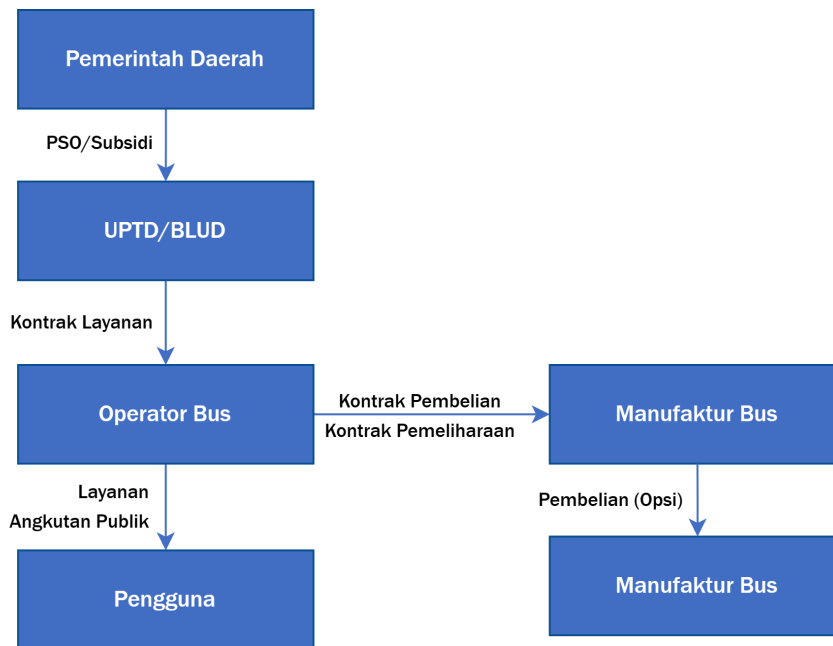 Pemerintah Daerah
PSO/Subsidi
UPTD/BLUD
Kontrak Layanan
Operator Bus
Kontrak Pembelian
Kontrak Pemeliharaan
Manufaktur Bus
Layanan
Angkutan Publik
Pembelian (Opsi)
Pengguna
Manufaktur Bus